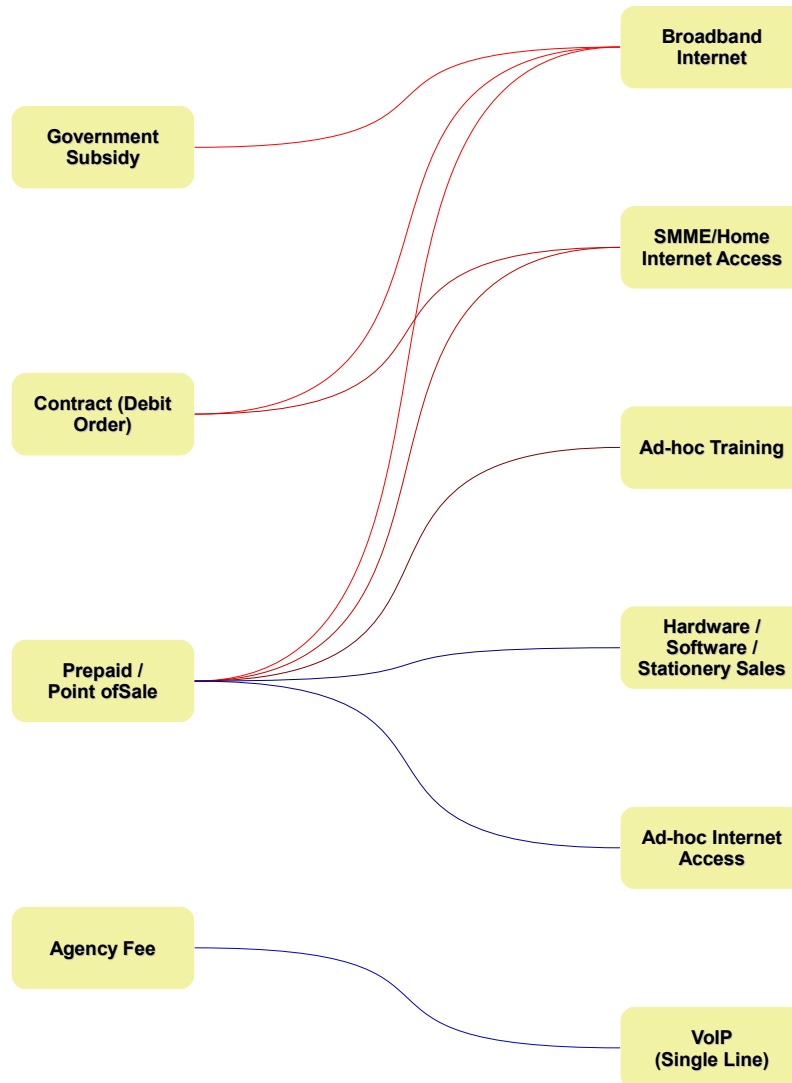 Broadband
Internet
Government
Subsidy
SMME/Home
Internet Access
Contract (Debit
Order)
Ad-hoc Training
Hardware /
Software /
Stationery Sales
Prepaid /
Point ofSale
Ad-hoc Internet
Access
Agency Fee
VoIP
(Single Line)